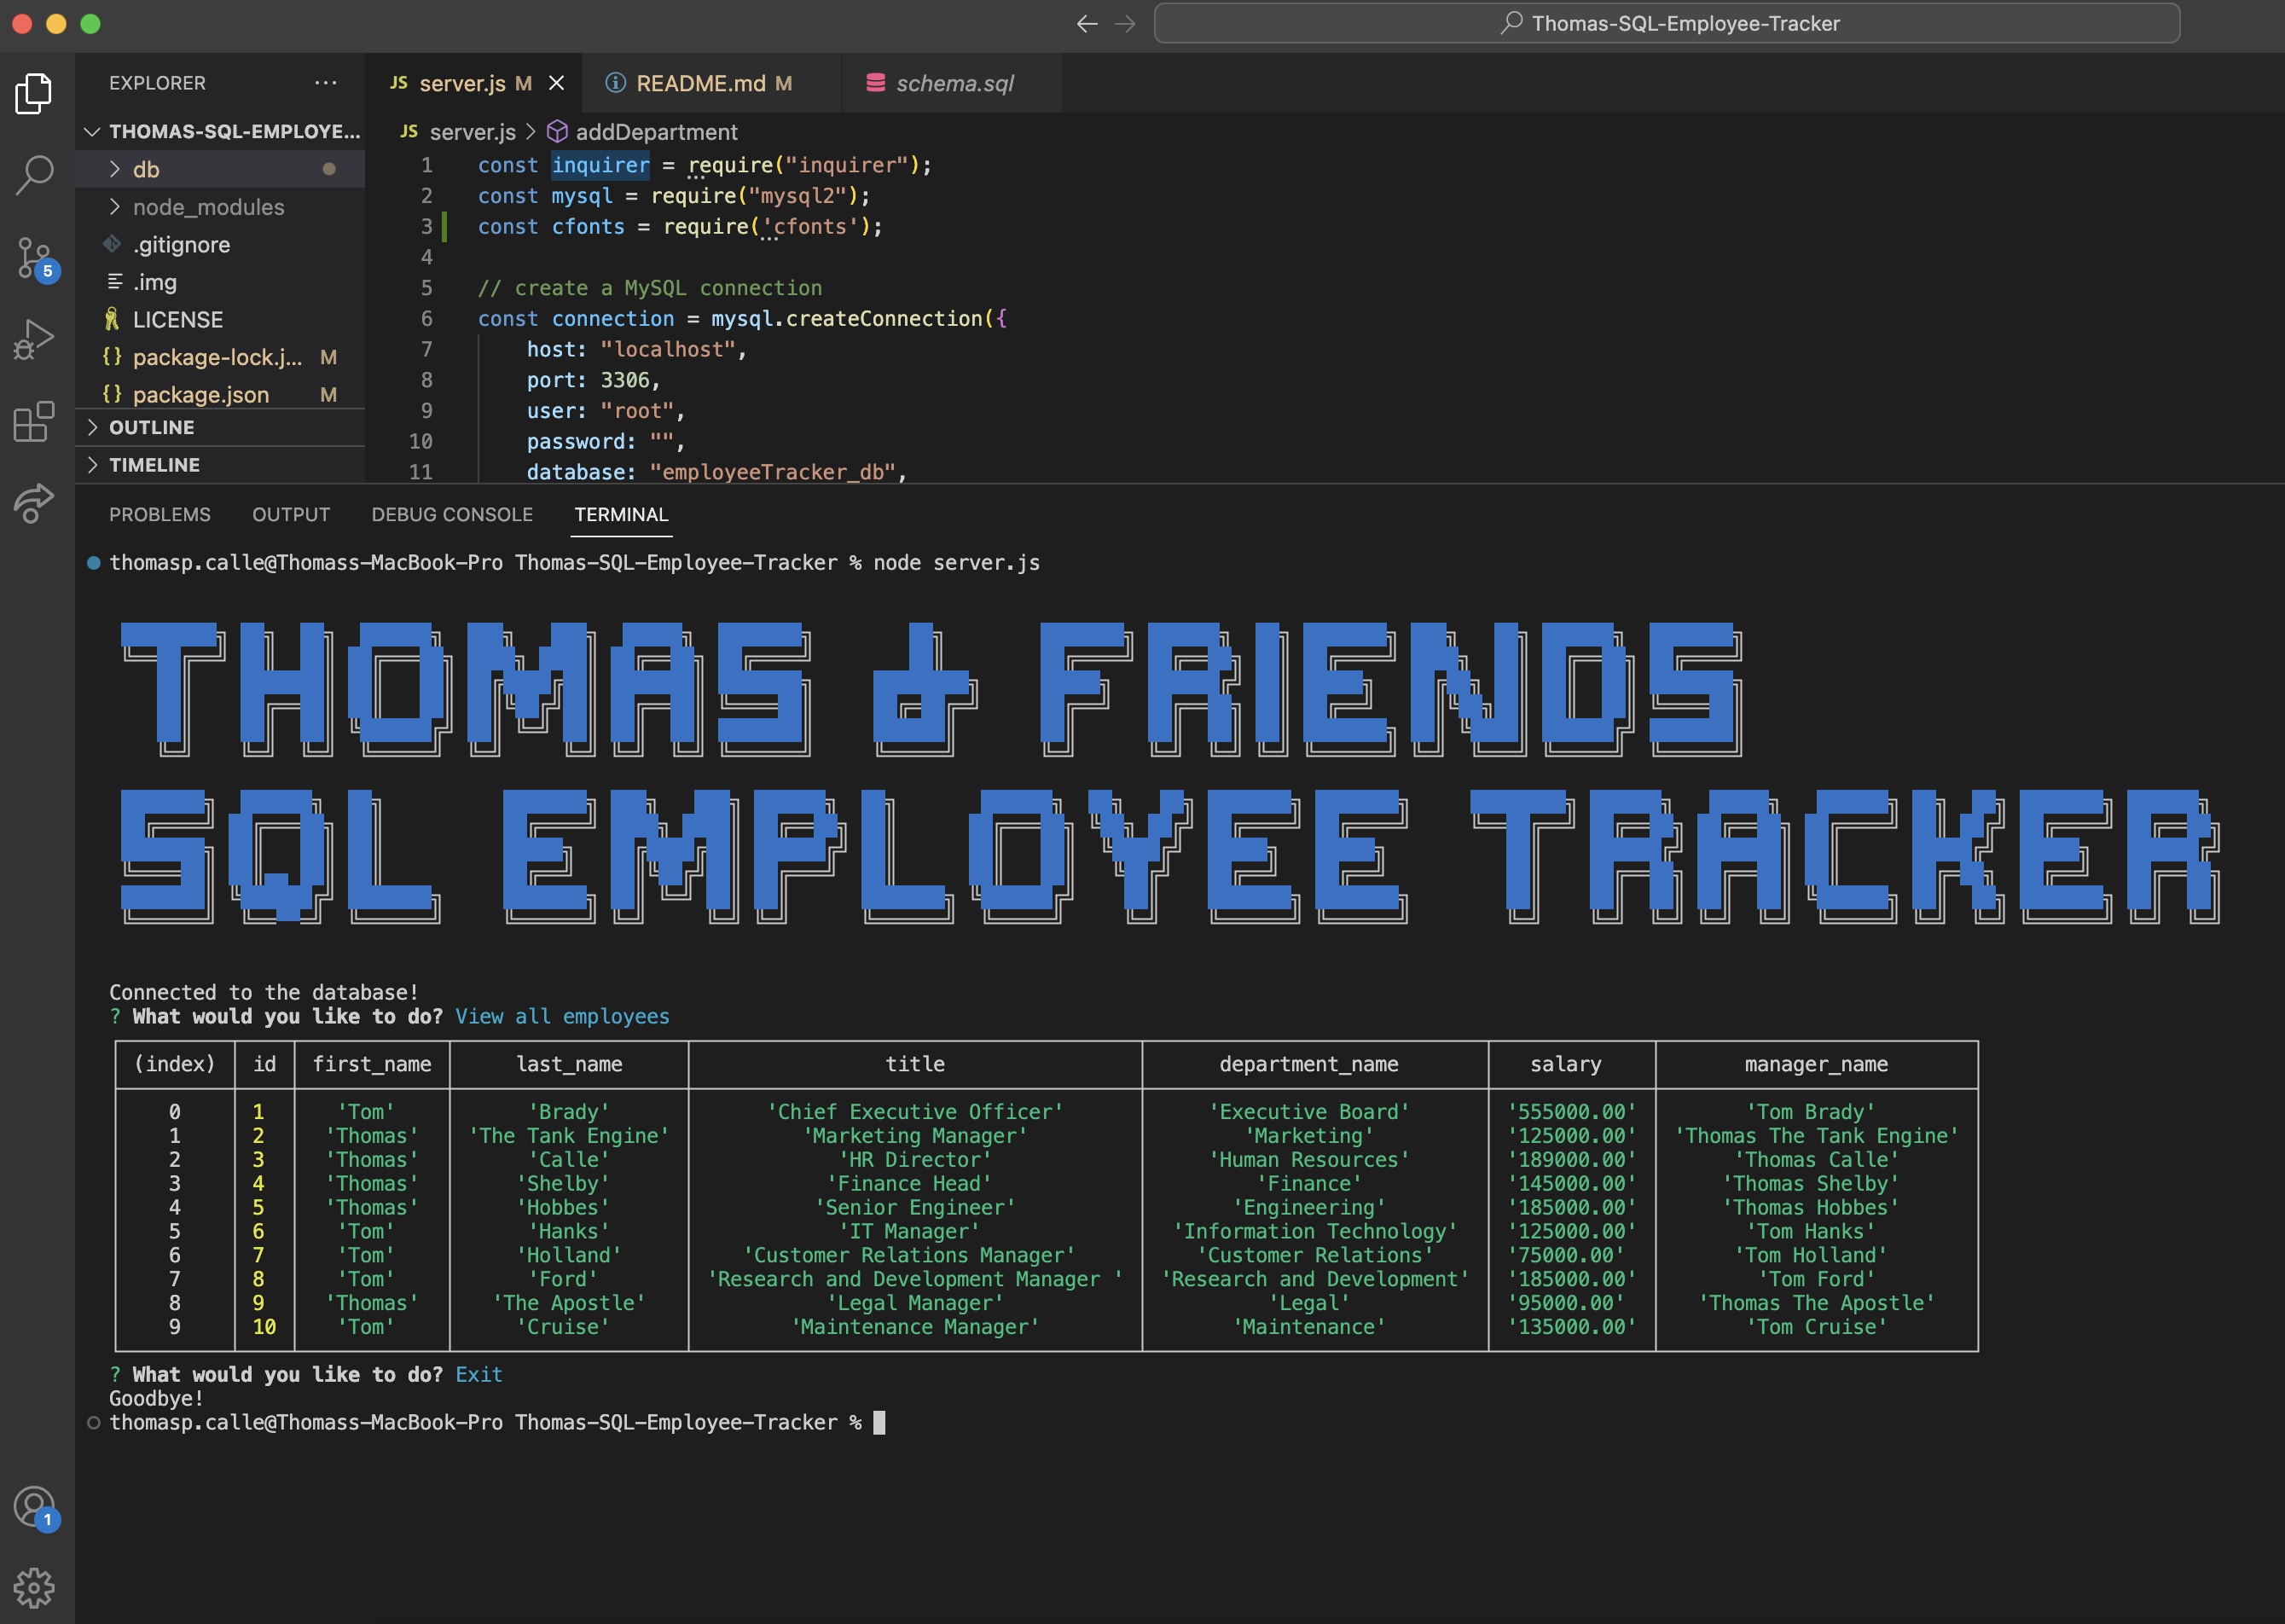 Thomas-SQL-Employee-Tracker
EXPLORER ···
THOMAS-SQL-EMPLOYE...
db
node_modules
.gitignore
.img
LICENSE
package-lock.j... M
package.json M
OUTLINE
TIMELINE
5
1
JS server.js M
README.md M
schema.sql
JS server.js > addDepartment
1 const inquirer = require("inquirer");
2 const mysql = require("mysql2");
3 const cfonts = require('cfonts');
4
5 // create a MySQL connection
6 const connection = mysql.createConnection({
7 host: "localhost",
8 port: 3306,
9 user: "root",
10 password: "",
11 database: "employeeTracker_db",
PROBLEMS OUTPUT DEBUG CONSOLE TERMINAL
thomasp.calle@Thomass-MacBook-Pro Thomas-SQL-Employee-Tracker % node server.js
THOMAS & FRIENDS
SQL EMPLOYEE TRACKER
Connected to the database!
? What would you like to do? View all employees
(index) id first_name last_name title department_name salary manager_name
0 1 'Tom' 'Brady' 'Chief Executive Officer' 'Executive Board' '555000.00' 'Tom Brady'
1 2 'Thomas' 'The Tank Engine' 'Marketing Manager' 'Marketing' '125000.00' 'Thomas The Tank Engine'
2 3 'Thomas' 'Calle' 'HR Director' 'Human Resources' '189000.00' 'Thomas Calle'
3 4 'Thomas' 'Shelby' 'Finance Head' 'Finance' '145000.00' 'Thomas Shelby'
4 5 'Thomas' 'Hobbes' 'Senior Engineer' 'Engineering' '185000.00' 'Thomas Hobbes'
5 6 'Tom' 'Hanks' 'IT Manager' 'Information Technology' '125000.00' 'Tom Hanks'
6 7 'Tom' 'Holland' 'Customer Relations Manager' 'Customer Relations' '75000.00' 'Tom Holland'
7 8 'Tom' 'Ford' 'Research and Development Manager ' 'Research and Development' '185000.00' 'Tom Ford'
8 9 'Thomas' 'The Apostle' 'Legal Manager' 'Legal' '95000.00' 'Thomas The Apostle'
9 10 'Tom' 'Cruise' 'Maintenance Manager' 'Maintenance' '135000.00' 'Tom Cruise'
? What would you like to do? Exit
Goodbye!
thomasp.calle@Thomass-MacBook-Pro Thomas-SQL-Employee-Tracker %